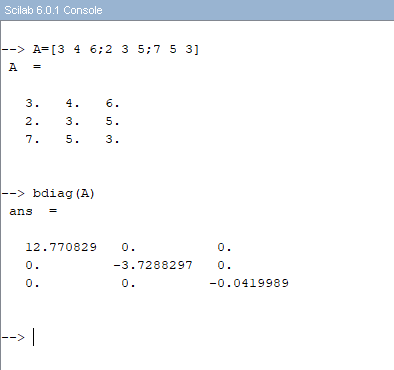 Scilab 6.0.1 Console
--> A=[3 4 6;2 3 5;7 5 3]
A =
3. 4. 6.
2. 3. 5.
7. 5. 3.
--> bdiag(A)
ans =
12.770829 0. 0.
0. -3.7288297 0.
0. 0. -0.0419989
-->